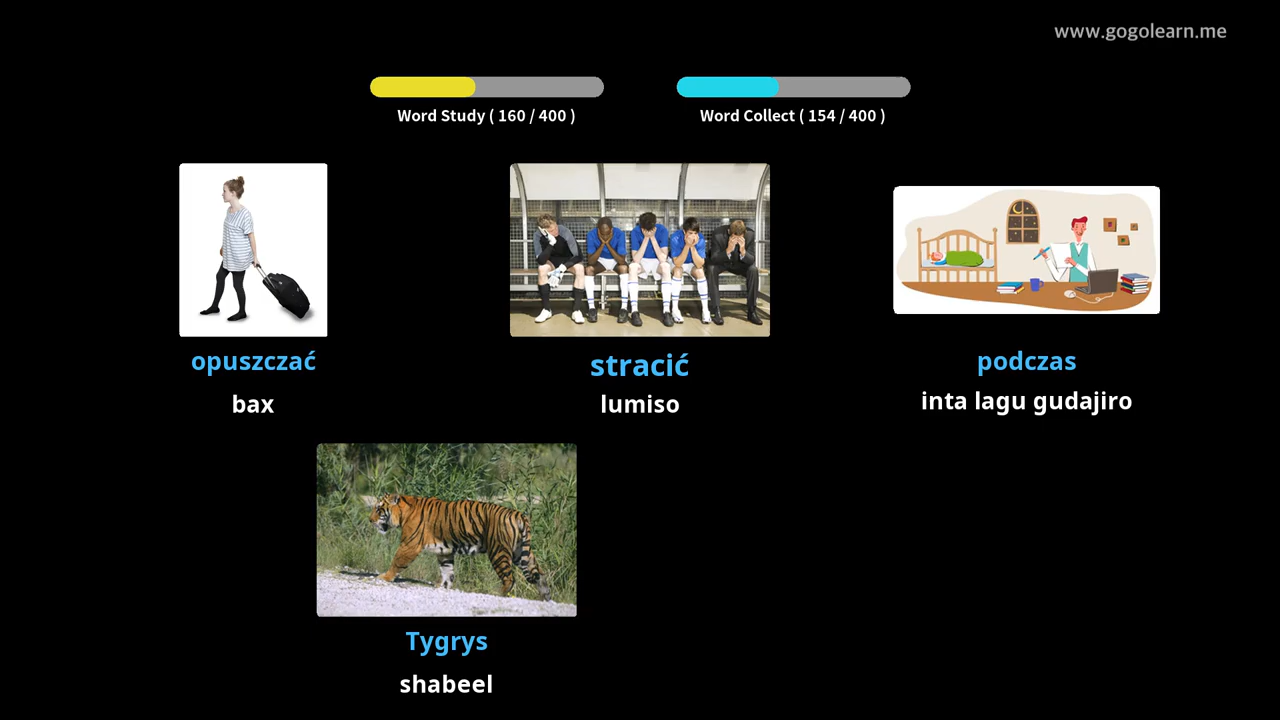 www.gogolearn.me
Word Study ( 160 / 400 )
Word Collect ( 154 / 400 )
opuszczać
bax
stracić
lumiso
podczas
inta lagu gudajiro
Tygrys
shabeel